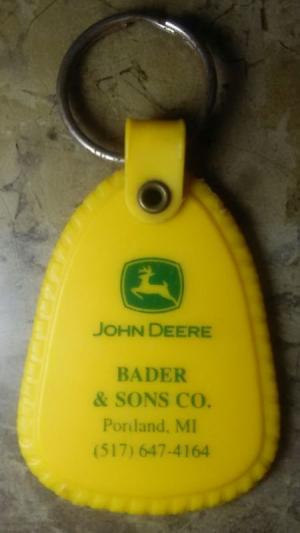 JOHN DEERE
BADER
& SONS CO.
Portland, MI
(517) 647-4164